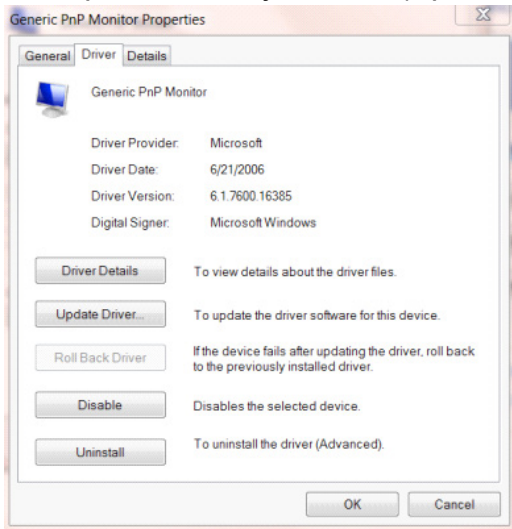 Generic PnP Monitor Properties
General Driver Details
Generic PnP Monitor
Driver Provider: Microsoft
Driver Date: 6/21/2006
Driver Version: 6.1.7600.16385
Digital Signer: Microsoft Windows
Driver Details To view details about the driver files.
Update Driver... To update the driver software for this device.
Roll Back Driver If the device fails after updating the driver, roll back
to the previously installed driver.
Disable Disables the selected device.
Uninstall To uninstall the driver (Advanced).
OK Cancel